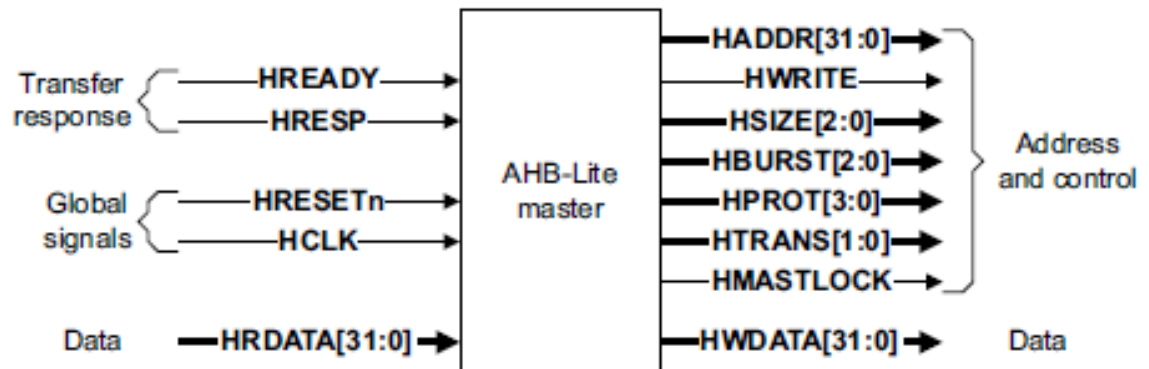 Transfer
response
HREADY
HRESP
Global
signals
HRESETn
HCLK
Data
HRDATA[31:0]
AHB-Lite
master
HADDR[31:0]
HWRITE
HSIZE[2:0]
HBURST[2:0]
HPROT[3:0]
HTRANS[1:0]
HMASTLOCK
Address
and control
HWDATA[31:0]
Data